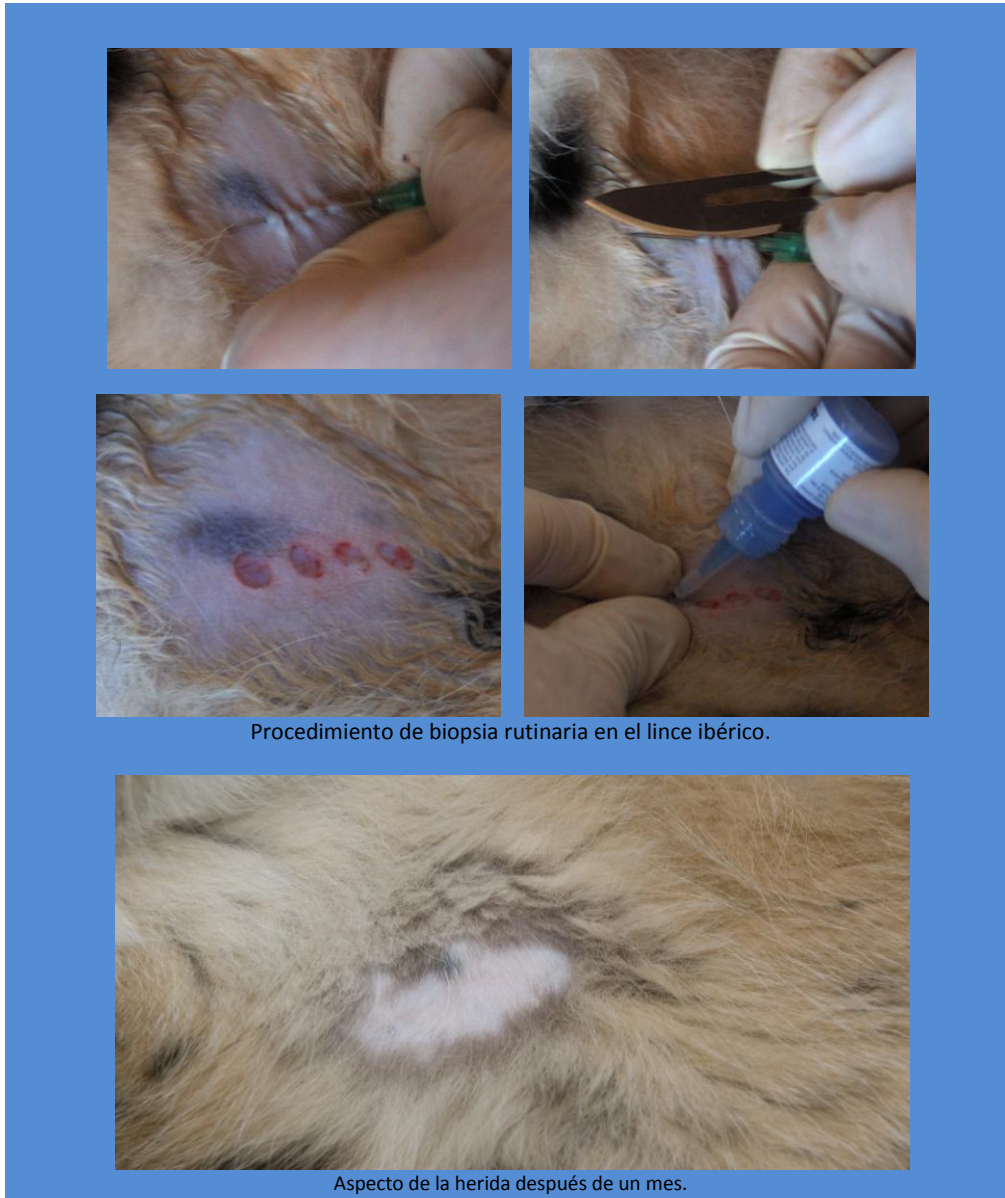 Procedimiento de biopsia rutinaria en el lince ibérico.
Aspecto de la herida después de un mes.